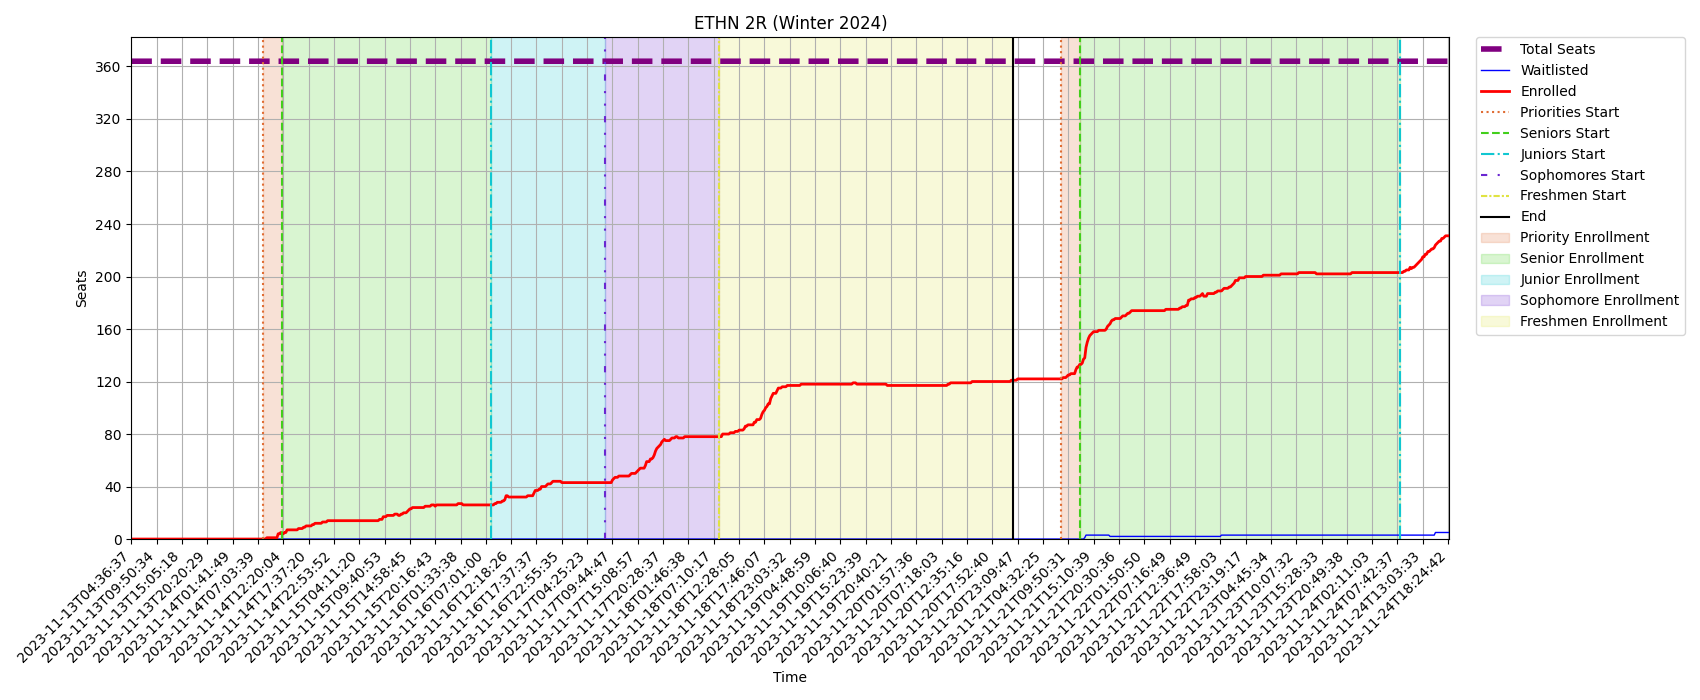 ETHN 2R (Winter 2024)
Seats
360
320
280
240
200
160
120
80
40
0
2023-11-13T04:36:37
2023-11-13T09:50:34
2023-11-13T15:05:18
2023-11-13T20:20:29
2023-11-14T01:41:49
2023-11-14T07:03:39
2023-11-14T12:20:04
2023-11-14T17:37:20
2023-11-14T22:53:52
2023-11-15T04:11:20
2023-11-15T09:40:53
2023-11-15T14:58:45
2023-11-15T20:16:43
2023-11-16T01:33:38
2023-11-16T07:01:00
2023-11-16T12:18:26
2023-11-16T17:37:37
2023-11-16T22:55:35
2023-11-17T04:25:23
2023-11-17T09:44:47
2023-11-17T15:08:57
2023-11-17T20:28:37
2023-11-18T01:46:38
2023-11-18T07:10:17
2023-11-18T12:28:05
2023-11-18T17:46:07
2023-11-18T23:03:32
2023-11-19T04:48:59
2023-11-19T10:06:40
2023-11-19T15:23:39
2023-11-19T20:40:21
2023-11-20T01:57:36
2023-11-20T07:18:03
2023-11-20T12:35:16
2023-11-20T17:52:40
2023-11-20T23:09:47
2023-11-21T04:32:25
2023-11-21T09:50:31
2023-11-21T15:10:39
2023-11-21T20:30:36
2023-11-22T01:50:50
2023-11-22T07:16:49
2023-11-22T12:36:49
2023-11-22T17:58:03
2023-11-22T23:19:17
2023-11-23T04:45:34
2023-11-23T10:07:32
2023-11-23T15:28:33
2023-11-23T20:49:38
2023-11-24T02:11:03
2023-11-24T07:42:37
2023-11-24T13:03:33
2023-11-24T18:24:42
Time
Total Seats
Waitlisted
Enrolled
Priorities Start
Seniors Start
Juniors Start
Sophomores Start
Freshmen Start
End
Priority Enrollment
Senior Enrollment
Junior Enrollment
Sophomore Enrollment
Freshmen Enrollment